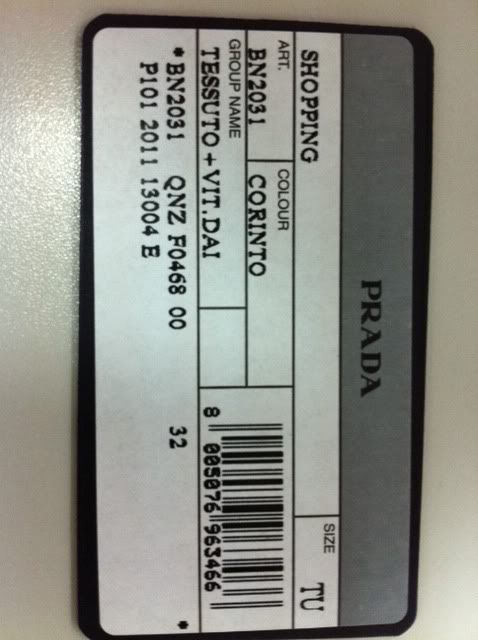 PRADA
SHOPPING
SIZE
TU
ART.
BN2031
COLOUR
CORINTO
GROUP NAME
TESSUTO+VIT.DAI
8 005076 963466
*BN2031 QNZ F0468 00 32 *
P101 2011 13004 E